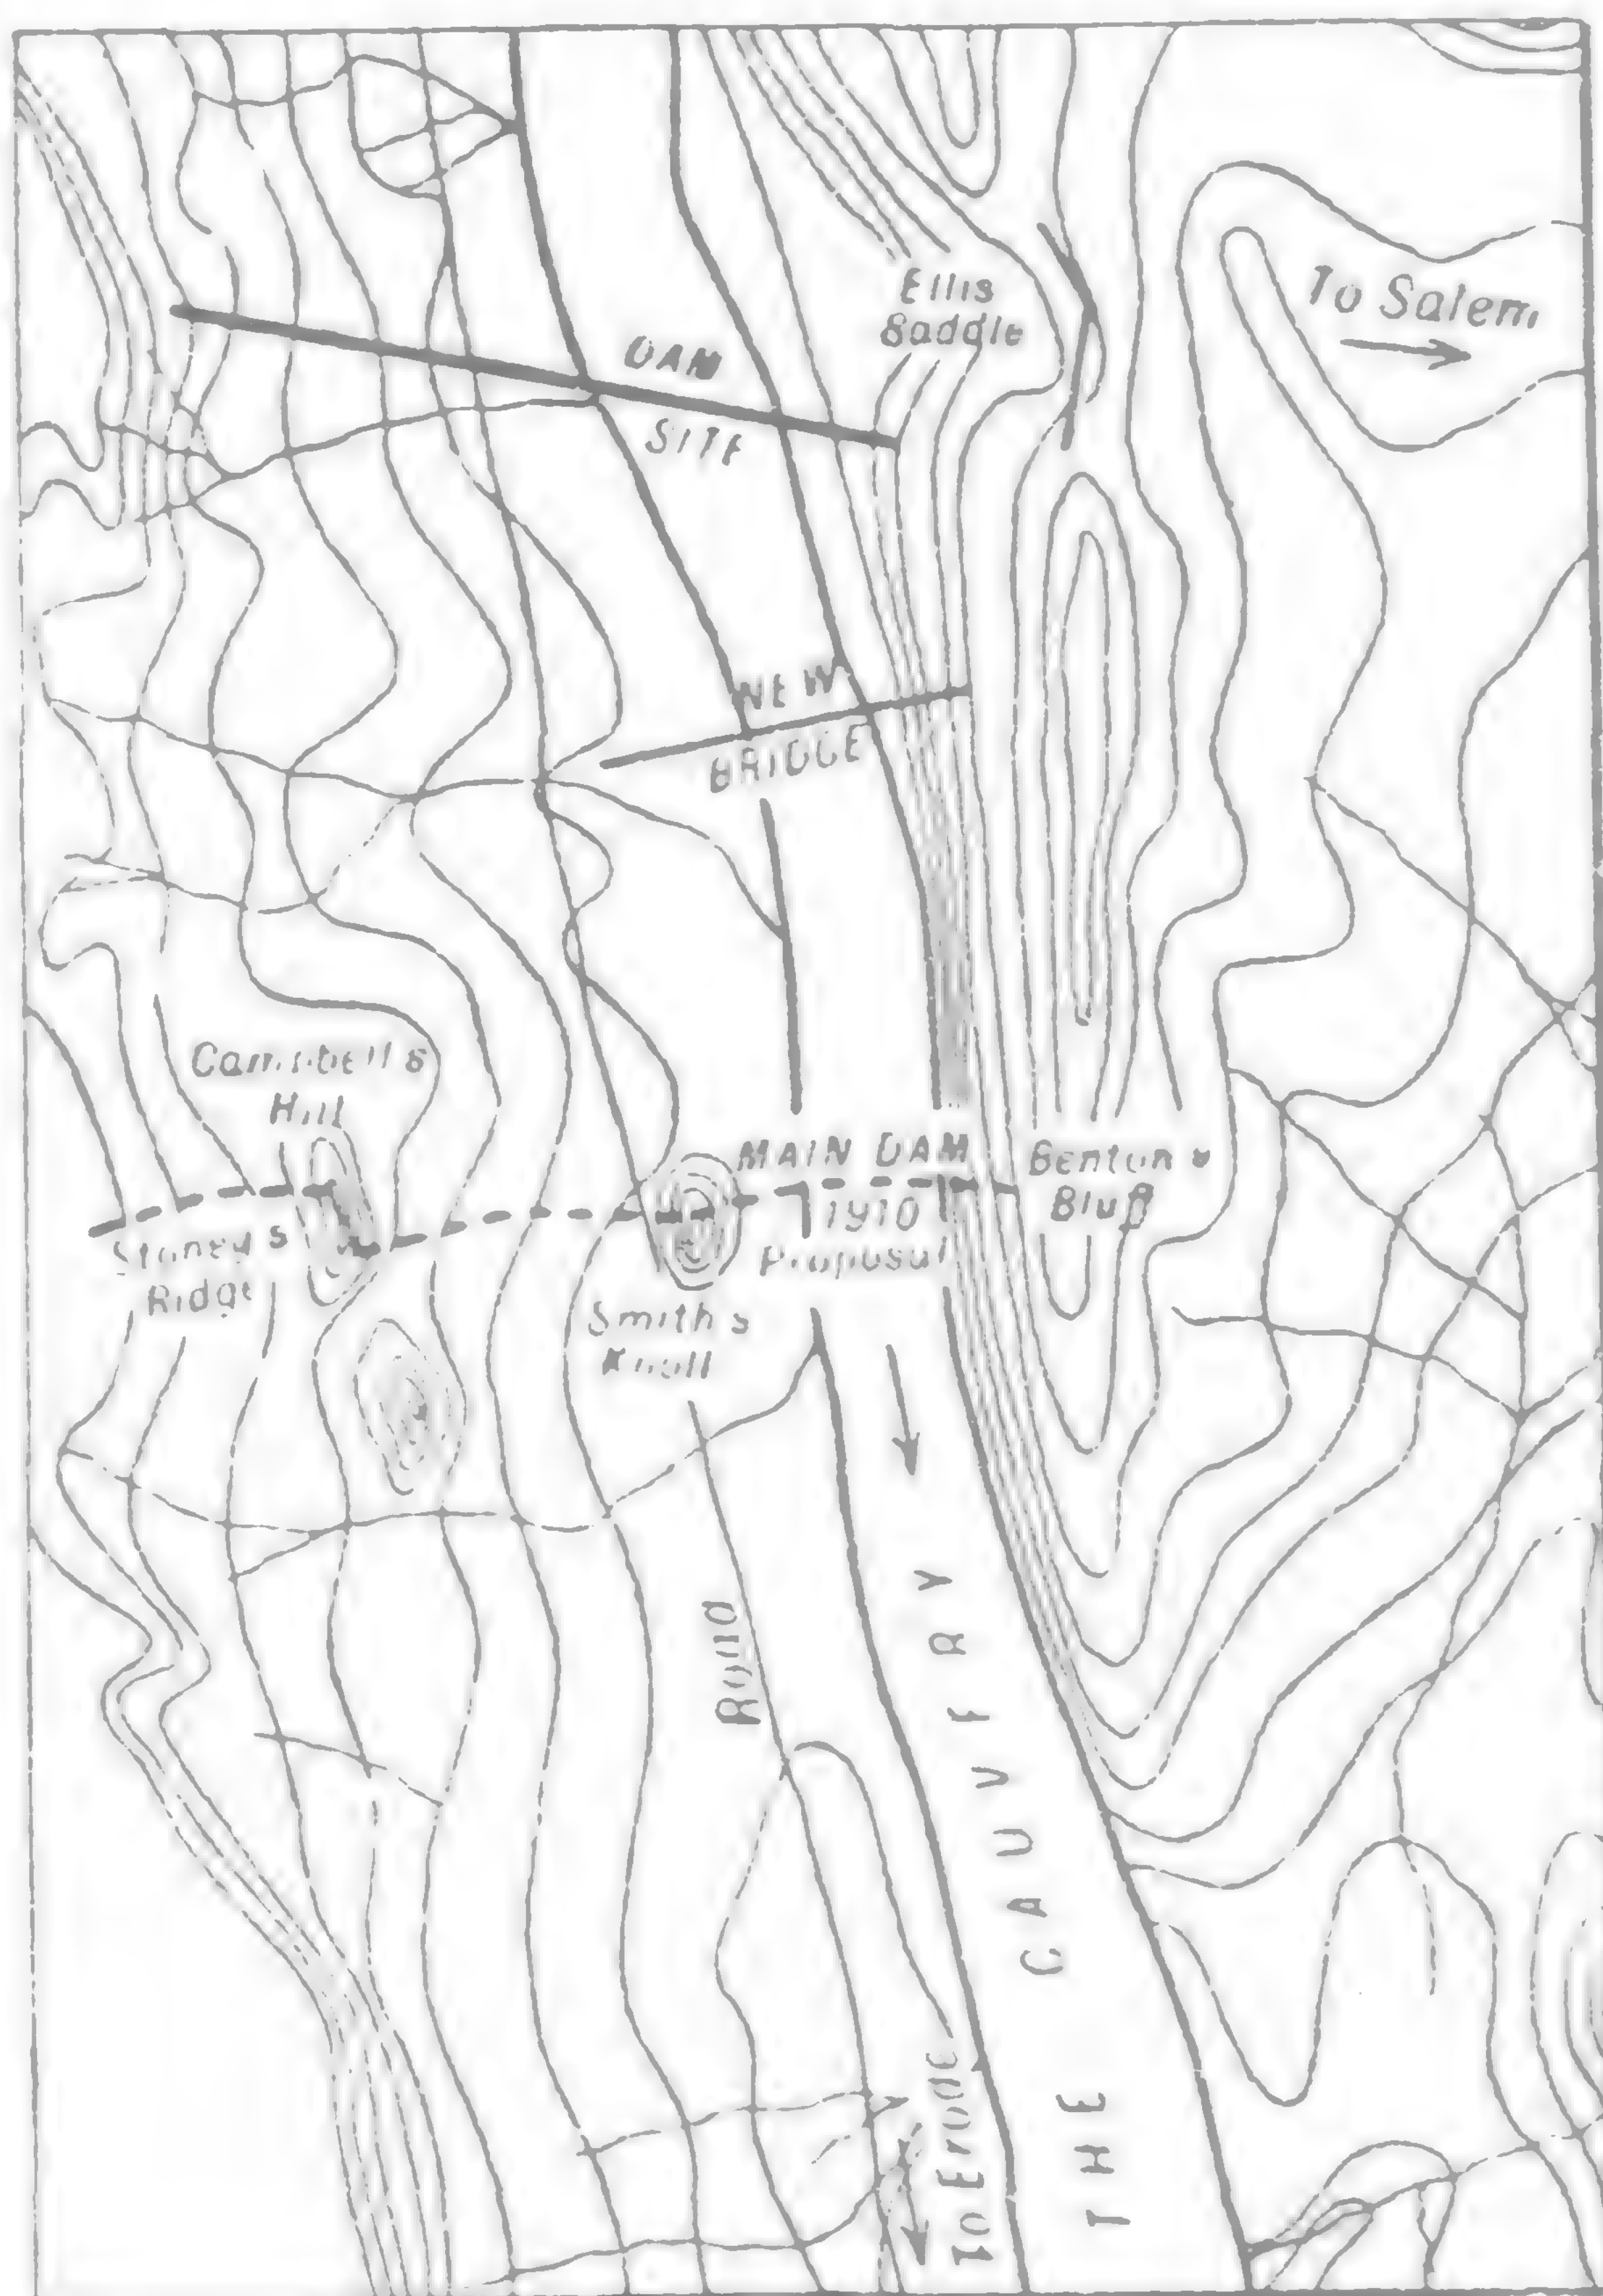 Ellis
Saddle
To Salem
DAM
SITE
NEW
BRIDGE
Campbell's
Hill
MAIN DAM
1910
Proposal
Benton's
Bluff
Stoney's
Ridge
Smith's
Knoll
Road
THE CAUVERY
To Erode